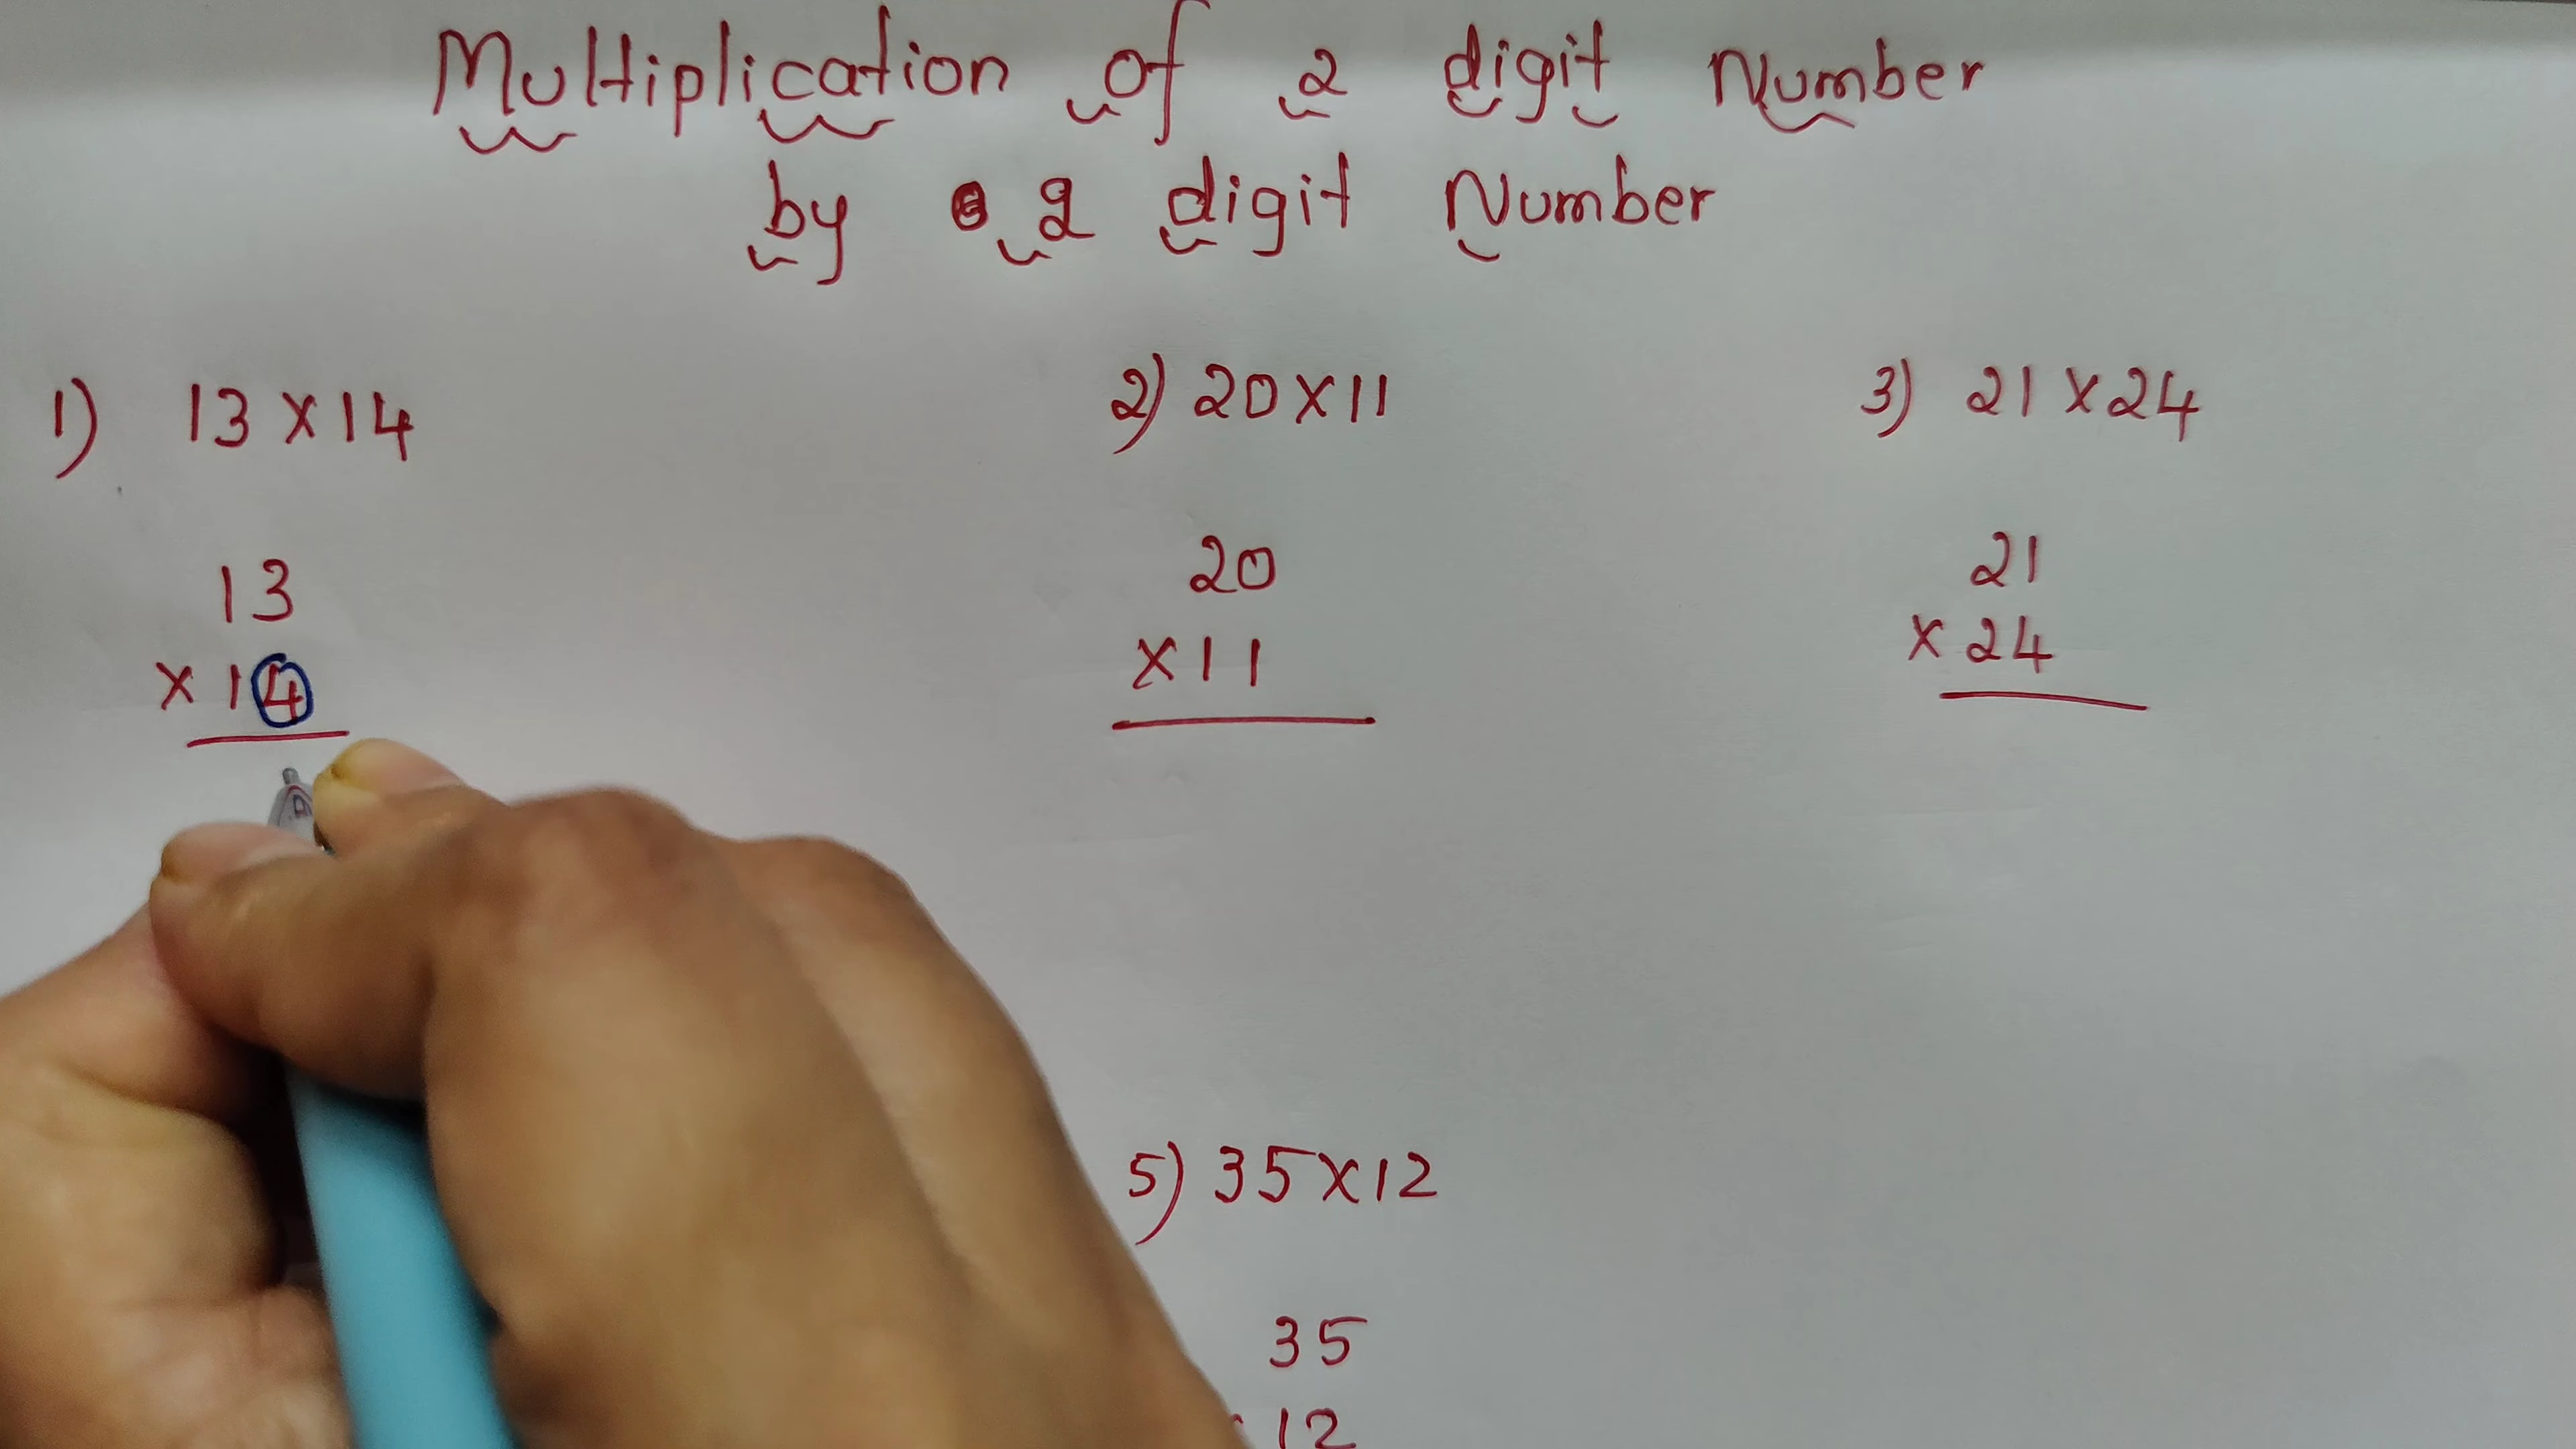 Multiplication of 2 digit Number
by 2 digit Number
1) 13 x 14
13
x 14
2) 20 x 11
20
x 11
3) 21 x 24
21
x 24
5) 35 x 12
35
12